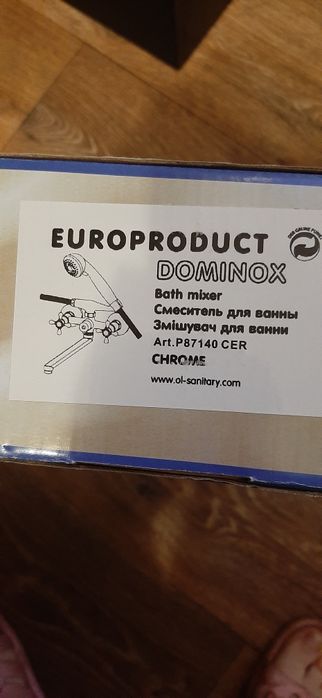 EUROPRODUCT
DOMINOX
Bath mixer
Смеситель для ванны
Змішувач для ванни
Art.P87140 CER
CHROME
www.ol-sanitary.com